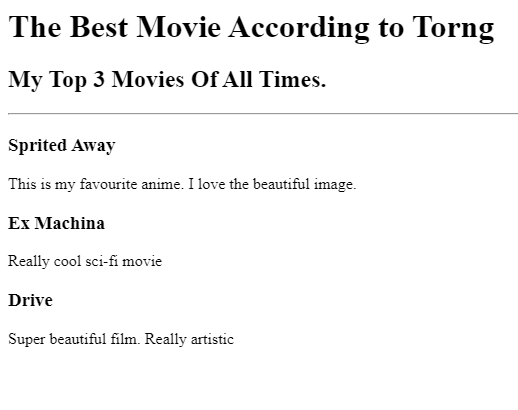 The Best Movie According to Torng
My Top 3 Movies Of All Times.
Sprited Away
This is my favourite anime. I love the beautiful image.
Ex Machina
Really cool sci-fi movie
Drive
Super beautiful film. Really artistic